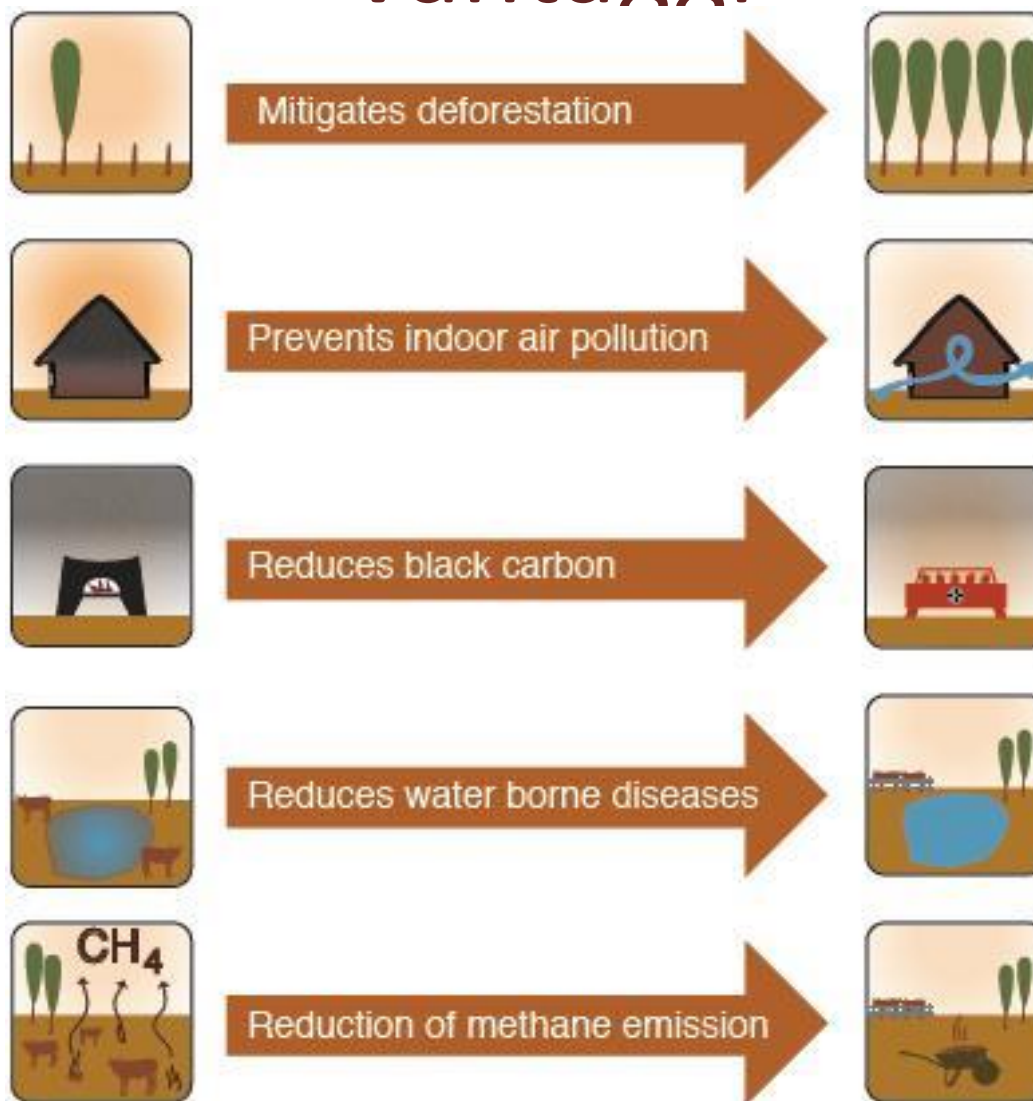 Mitigates deforestation
Prevents indoor air pollution
Reduces black carbon
Reduces water borne diseases
CH₄
Reduction of methane emission